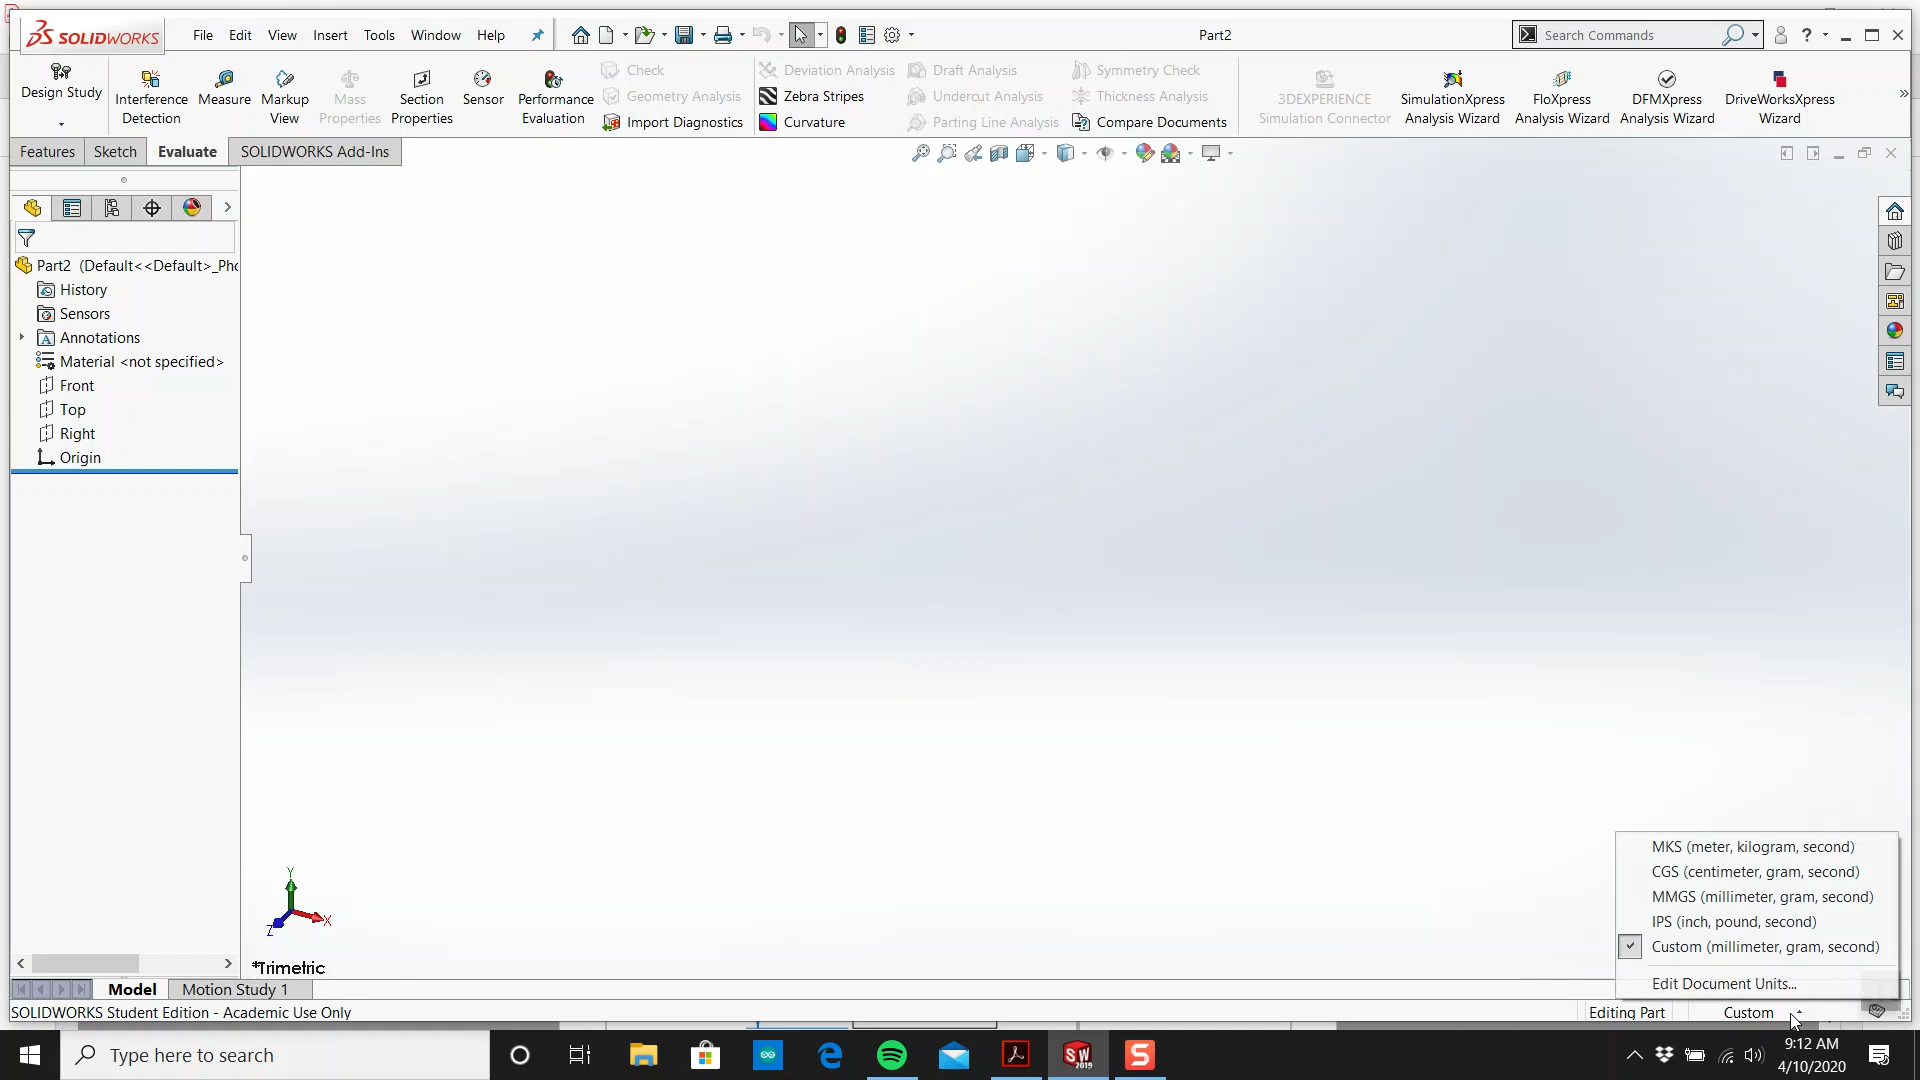 SOLIDWORKS File Edit View Insert Tools Window Help Part2 Search Commands ?
Design Study
Interference Detection
Measure
Markup View
Mass Properties
Section Properties
Sensor
Performance Evaluation
Check
Geometry Analysis
Import Diagnostics
Deviation Analysis
Zebra Stripes
Curvature
Draft Analysis
Undercut Analysis
Parting Line Analysis
Symmetry Check
Thickness Analysis
Compare Documents
3DEXPERIENCE Simulation Connector
SimulationXpress Analysis Wizard
FloXpress Analysis Wizard
DFMXpress Analysis Wizard
DriveWorksXpress Wizard
Features Sketch Evaluate SOLIDWORKS Add-Ins
Part2 (Default<<Default>_Pho
History
Sensors
Annotations
Material <not specified>
Front
Top
Right
Origin
Y
X
Z
*Trimetric
MKS (meter, kilogram, second)
CGS (centimeter, gram, second)
MMGS (millimeter, gram, second)
IPS (inch, pound, second)
Custom (millimeter, gram, second)
Edit Document Units...
Model Motion Study 1
SOLIDWORKS Student Edition - Academic Use Only Editing Part Custom
Type here to search
SW
2019
S
9:12 AM
4/10/2020